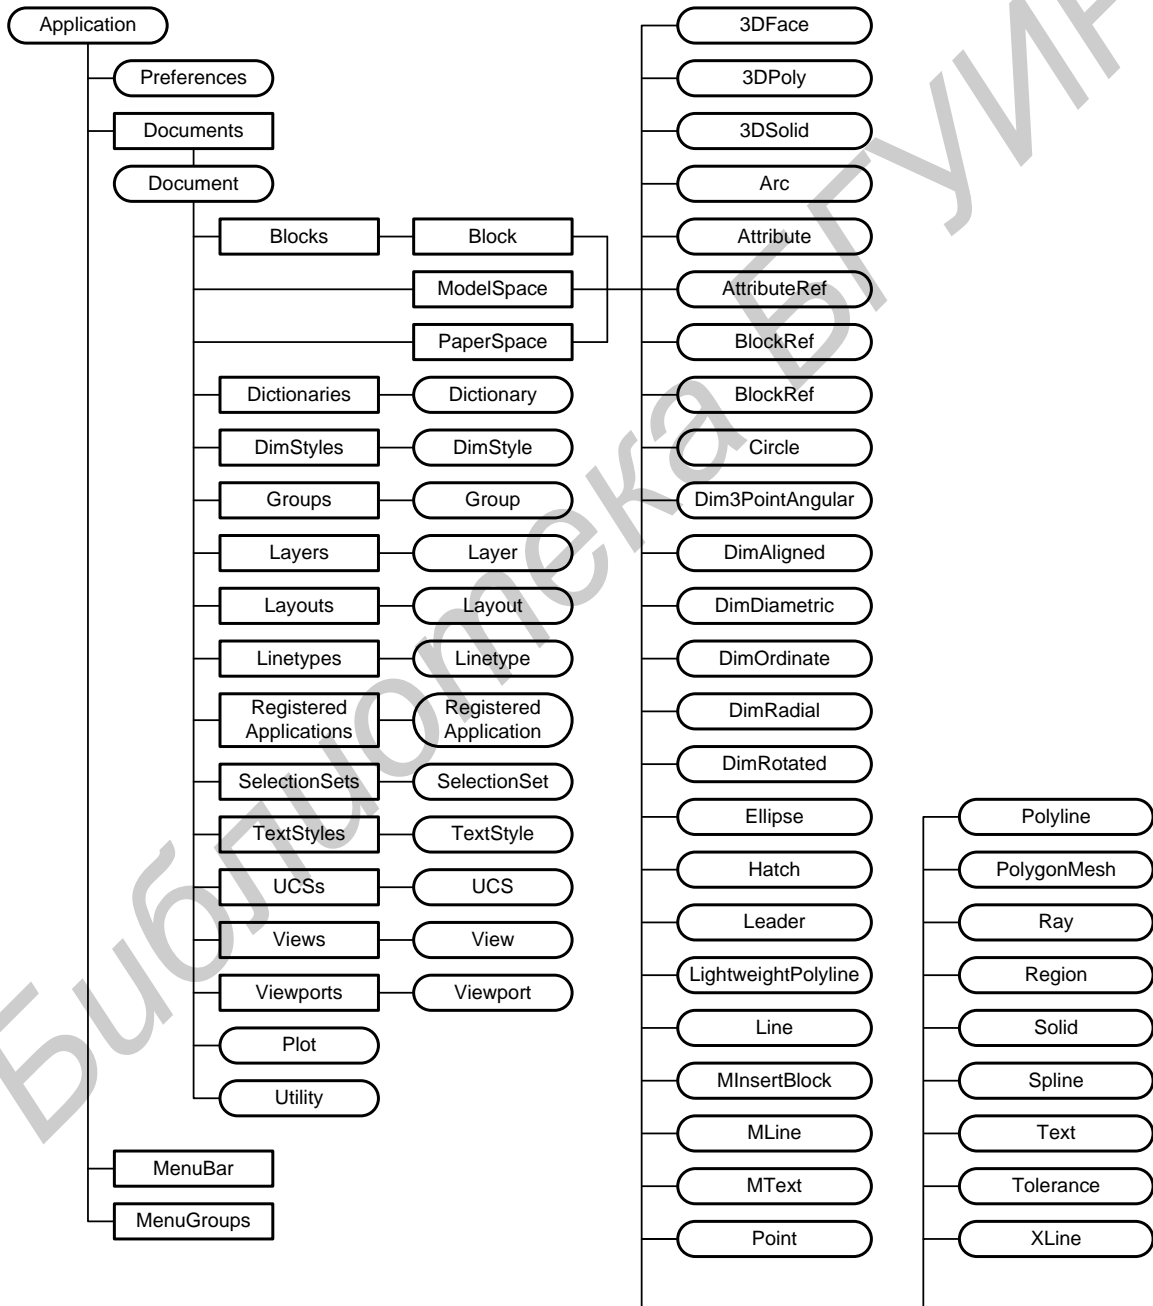 Application
Preferences
Documents
Document
Blocks
Block
ModelSpace
PaperSpace
Dictionaries
Dictionary
DimStyles
DimStyle
Groups
Group
Layers
Layer
Layouts
Layout
Linetypes
Linetype
Registered
Applications
Registered
Application
SelectionSets
SelectionSet
TextStyles
TextStyle
UCSs
UCS
Views
View
Viewports
Viewport
Plot
Utility
MenuBar
MenuGroups
3DFace
3DPoly
3DSolid
Arc
Attribute
AttributeRef
BlockRef
BlockRef
Circle
Dim3PointAngular
DimAligned
DimDiametric
DimOrdinate
DimRadial
DimRotated
Ellipse
Hatch
Leader
LightweightPolyline
Line
MInsertBlock
MLine
MText
Point
Polyline
PolygonMesh
Ray
Region
Solid
Spline
Text
Tolerance
XLine
Библиотека БГУИР